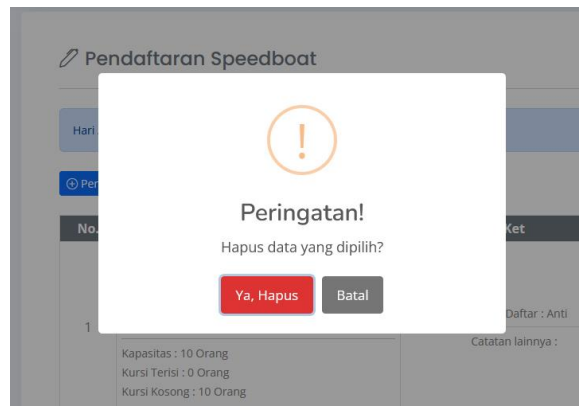 Pendaftaran Speedboat
Hari
!
Peringatan!
Hapus data yang dipilih?
Ya, Hapus
Batal
No.
Ket
1
Daftar : Anti
Catatan lainnya :
Kapasitas : 10 Orang
Kursi Terisi : 0 Orang
Kursi Kosong : 10 Orang